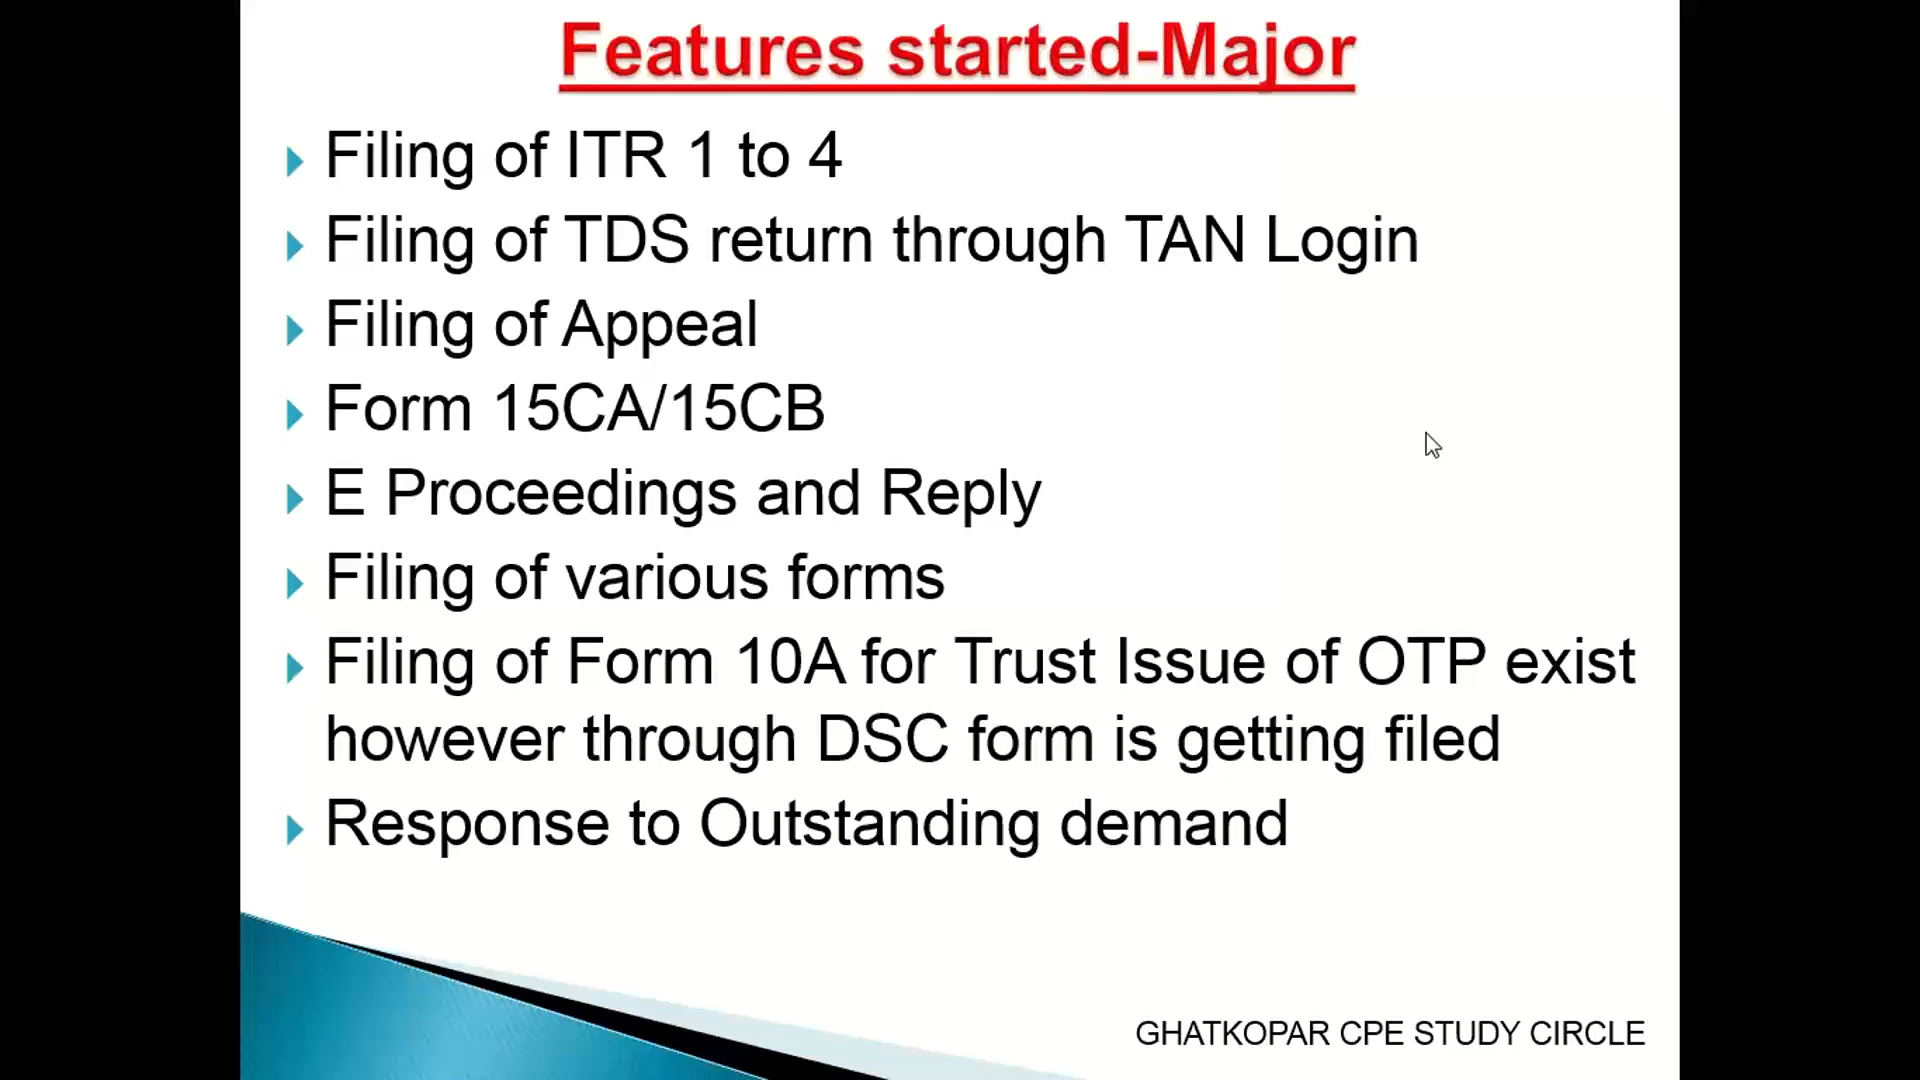 Features started-Major
Filing of ITR 1 to 4
Filing of TDS return through TAN Login
Filing of Appeal
Form 15CA/15CB
E Proceedings and Reply
Filing of various forms
Filing of Form 10A for Trust Issue of OTP exist
however through DSC form is getting filed
Response to Outstanding demand
GHATKOPAR CPE STUDY CIRCLE